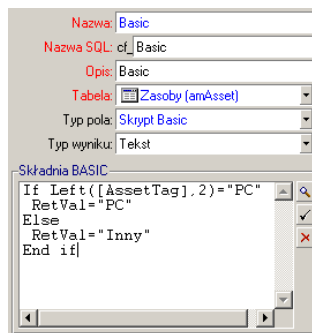 Nazwa: Basic
Nazwa SQL: cf_ Basic
Opis: Basic
Tabela: Zasoby (amAsset)
Typ pola: Skrypt Basic
Typ wyniku: Tekst
Składnia BASIC
If Left([AssetTag],2)="PC"
RetVal="PC"
Else
RetVal="Inny"
End if